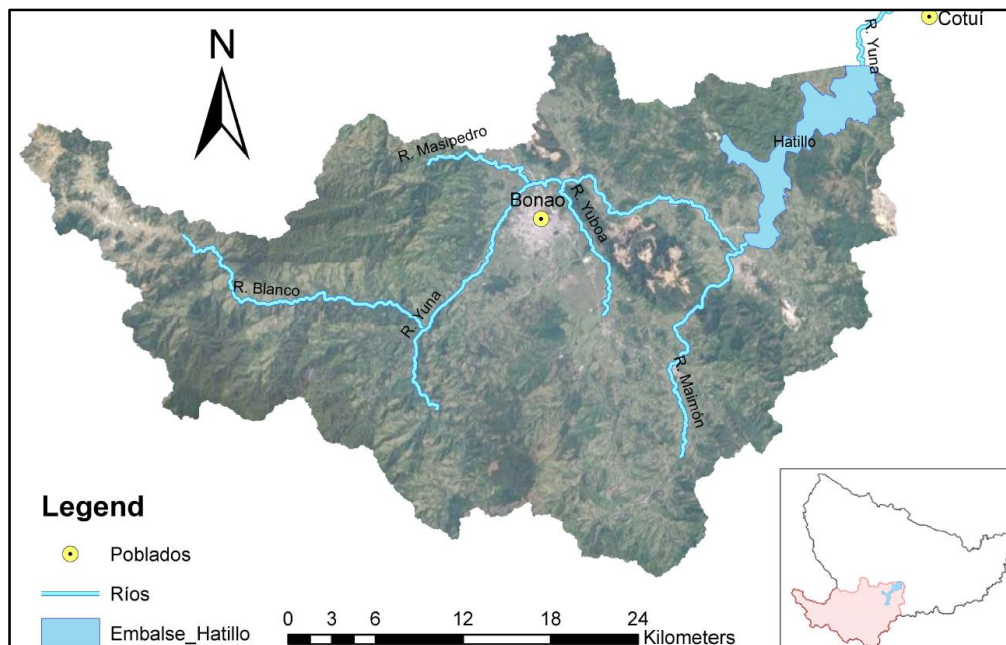 Cotuí
R. Yuna
N
Hatillo
R. Masipedro
Bonao
R. Yuboa
R. Blanco
R. Yuna
R. Maimón
Legend
Poblados
Ríos
Embalse_Hatillo
0 3 6 12 18 24
Kilometers